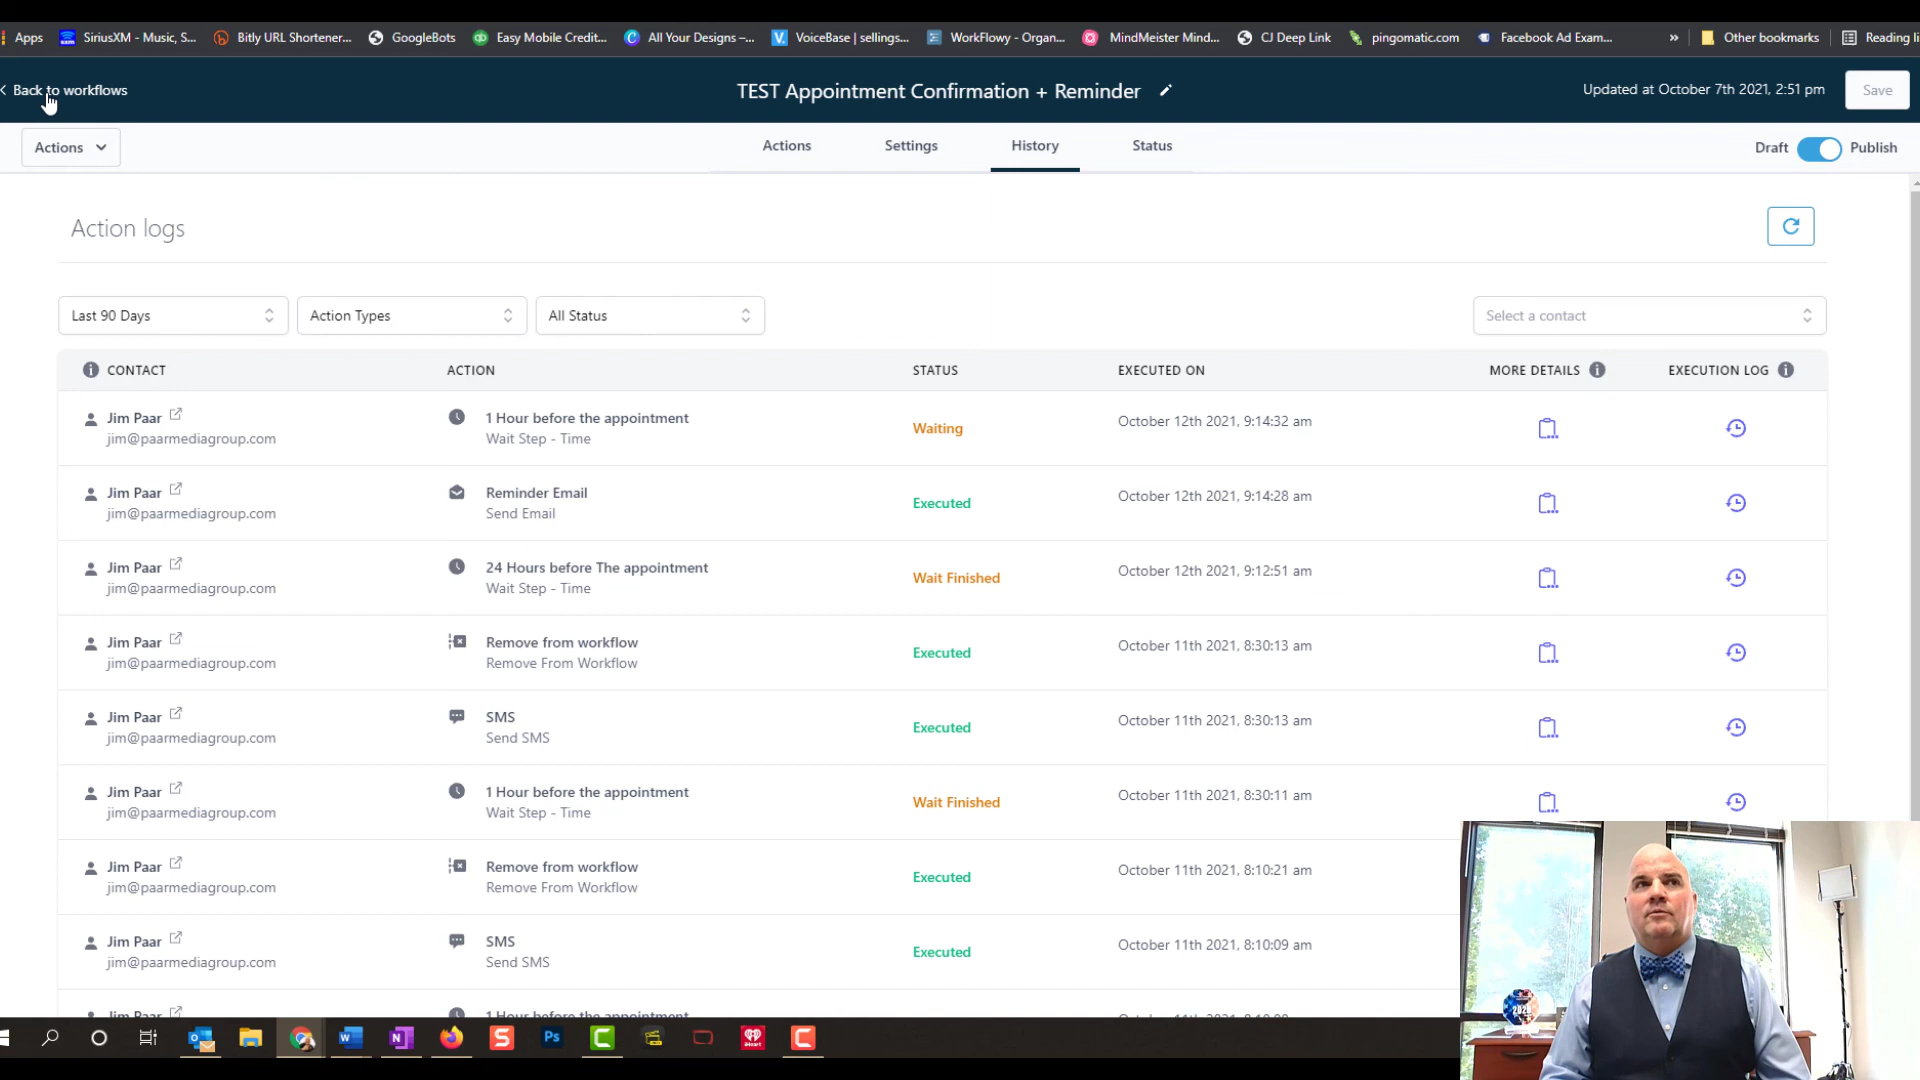 Apps
SiriusXM - Music, S...
Bitly URL Shortener...
GoogleBots
Easy Mobile Credit...
All Your Designs –...
VoiceBase | sellings...
WorkFlowy - Organ...
MindMeister Mind...
CJ Deep Link
pingomatic.com
Facebook Ad Exam...
»
Other bookmarks
Reading li
Back to workflows
TEST Appointment Confirmation + Reminder
Updated at October 7th 2021, 2:51 pm
Save
Actions
Actions
Settings
History
Status
Draft
Publish
Action logs
Last 90 Days
Action Types
All Status
Select a contact
CONTACT
ACTION
STATUS
EXECUTED ON
MORE DETAILS
EXECUTION LOG
Jim Paar
jim@paarmediagroup.com
1 Hour before the appointment
Wait Step - Time
Waiting
October 12th 2021, 9:14:32 am
Jim Paar
jim@paarmediagroup.com
Reminder Email
Send Email
Executed
October 12th 2021, 9:14:28 am
Jim Paar
jim@paarmediagroup.com
24 Hours before The appointment
Wait Step - Time
Wait Finished
October 12th 2021, 9:12:51 am
Jim Paar
jim@paarmediagroup.com
Remove from workflow
Remove From Workflow
Executed
October 11th 2021, 8:30:13 am
Jim Paar
jim@paarmediagroup.com
SMS
Send SMS
Executed
October 11th 2021, 8:30:13 am
Jim Paar
jim@paarmediagroup.com
1 Hour before the appointment
Wait Step - Time
Wait Finished
October 11th 2021, 8:30:11 am
Jim Paar
jim@paarmediagroup.com
Remove from workflow
Remove From Workflow
Executed
October 11th 2021, 8:10:21 am
Jim Paar
jim@paarmediagroup.com
SMS
Send SMS
Executed
October 11th 2021, 8:10:09 am
Jim Paar
1 Hour before the appointment
2020